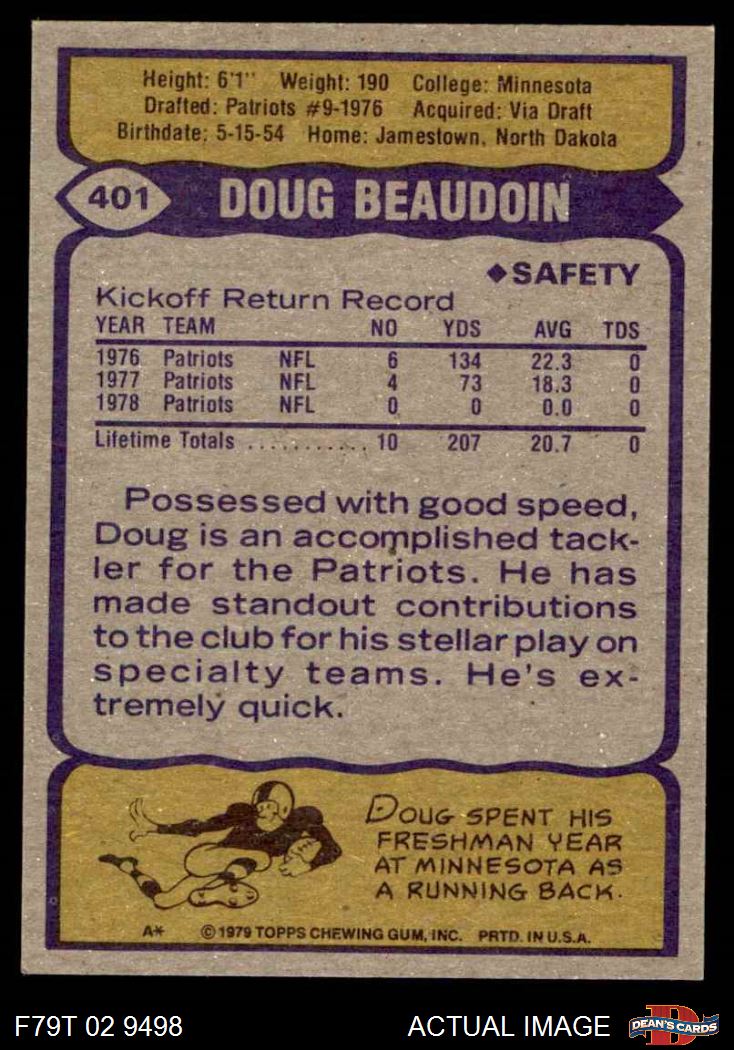 Height: 6'1" Weight: 190 College: Minnesota
Drafted: Patriots #9-1976 Acquired: Via Draft
Birthdate: 5-15-54 Home: Jamestown, North Dakota
401 DOUG BEAUDOIN
◆SAFETY
Kickoff Return Record
YEAR TEAM NO YDS AVG TDS
1976 Patriots NFL 6 134 22.3 0
1977 Patriots NFL 4 73 18.3 0
1978 Patriots NFL 0 0 0.0 0
Lifetime Totals ........... 10 207 20.7 0
Possessed with good speed,
Doug is an accomplished tack-
ler for the Patriots. He has
made standout contributions
to the club for his stellar play on
specialty teams. He's ex-
tremely quick.
DOUG SPENT HIS
FRESHMAN YEAR
AT MINNESOTA AS
A RUNNING BACK.
A* © 1979 TOPPS CHEWING GUM, INC. PRTD. IN U.S.A.
F79T 02 9498 ACTUAL IMAGE DEAN'S CARDS